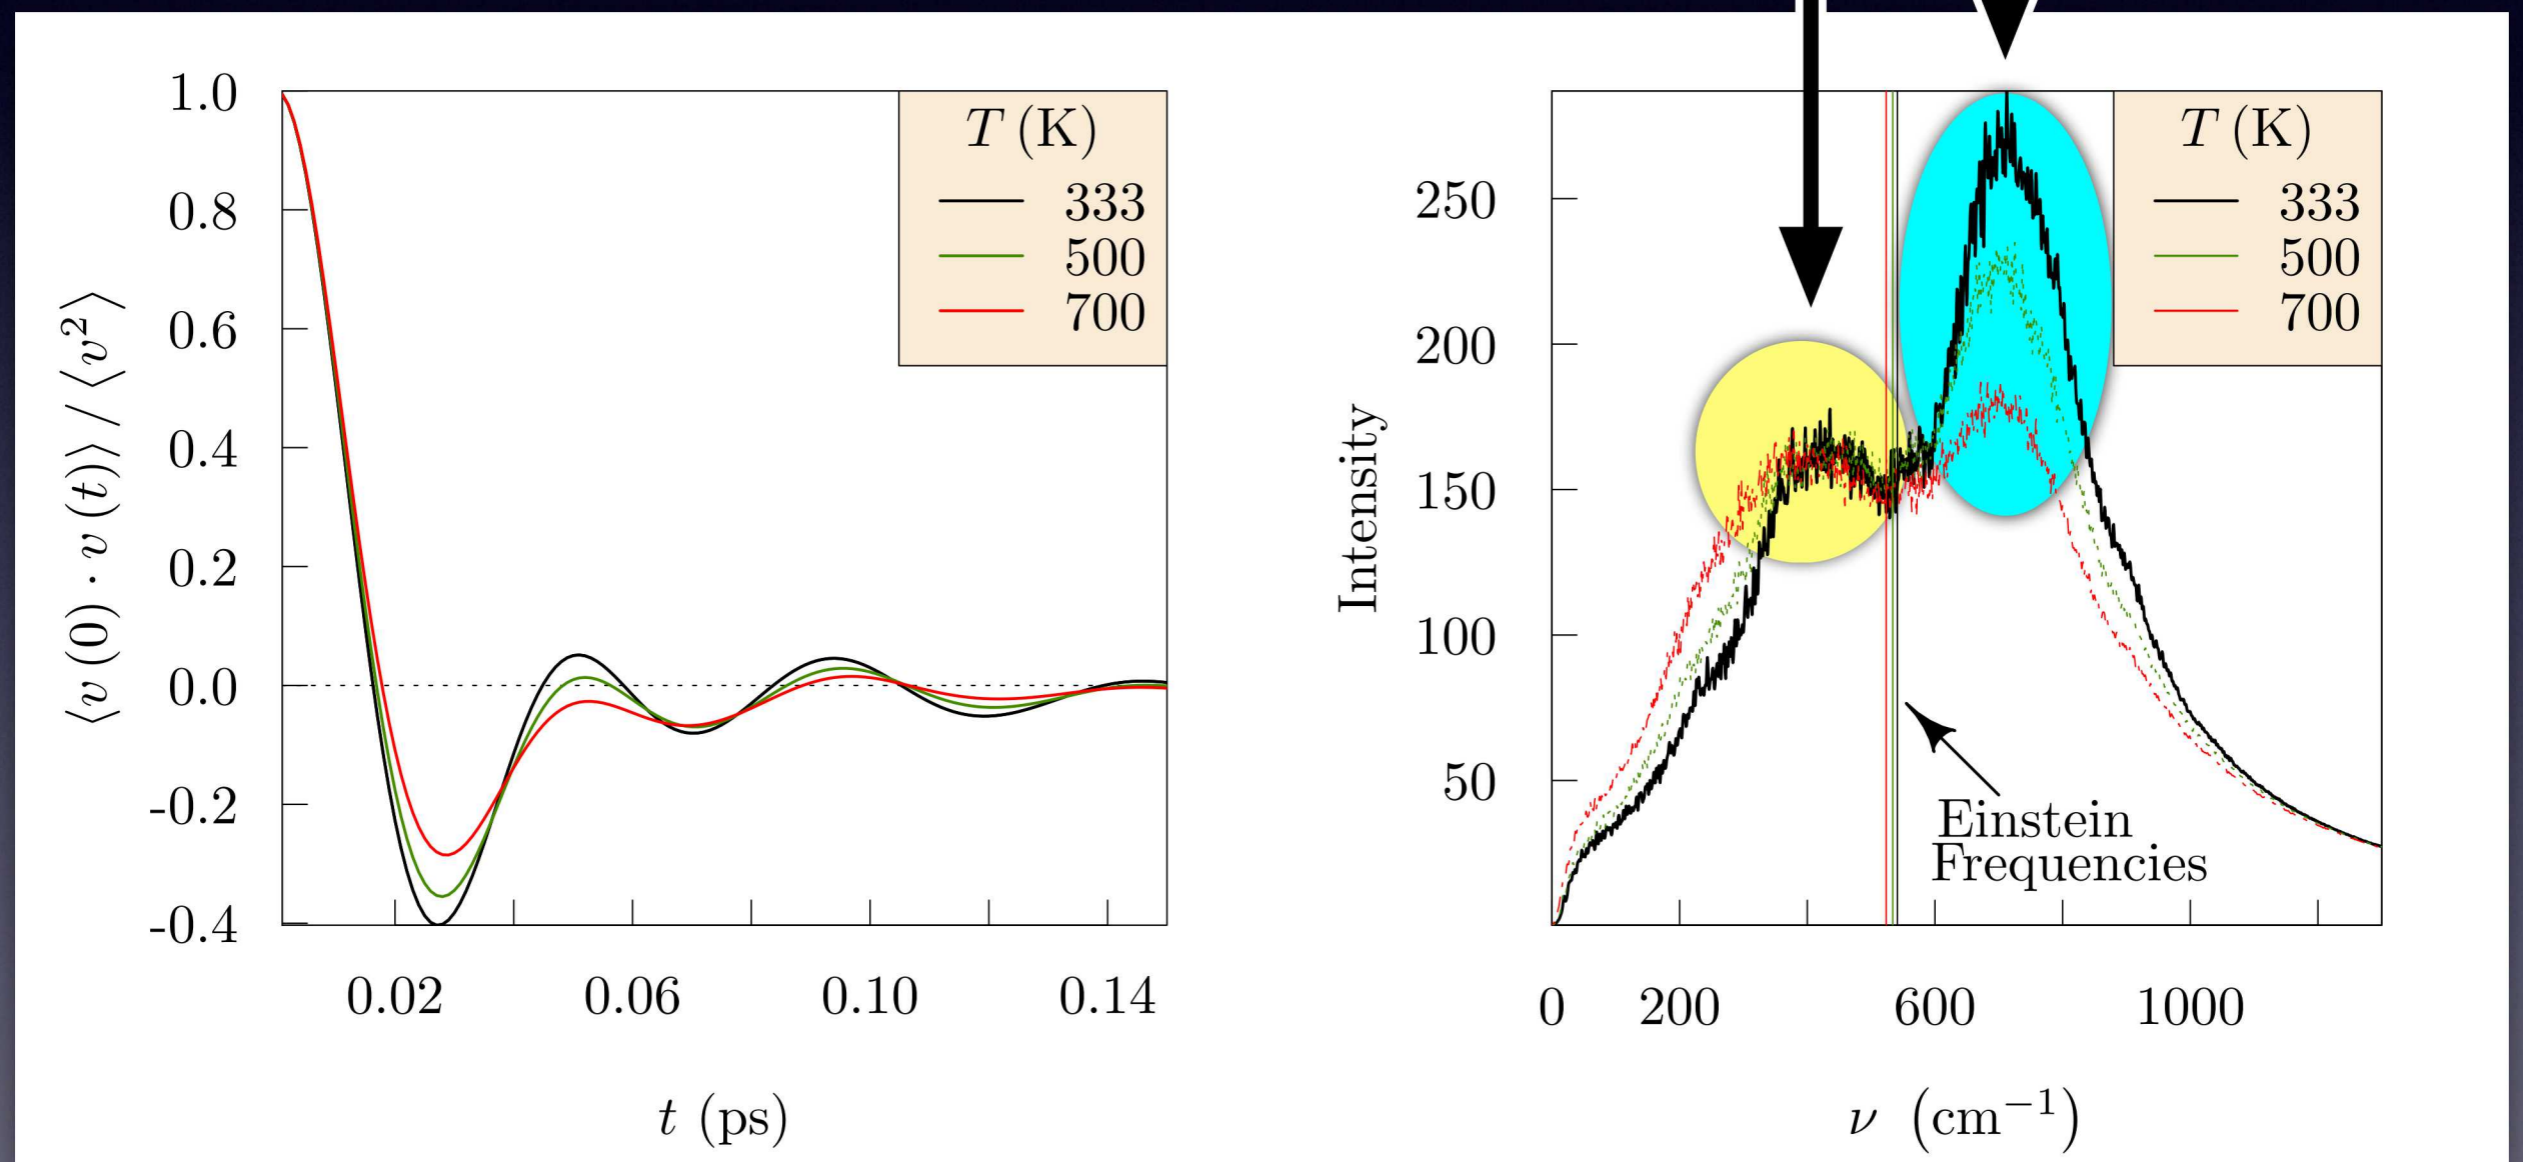 ⟨v (0) · v (t)⟩ / ⟨v²⟩
1.0
0.8
0.6
0.4
0.2
0.0
-0.2
-0.4
T (K)
333
500
700
0.02 0.06 0.10 0.14
t (ps)
Intensity
250
200
150
100
50
T (K)
333
500
700
Einstein
Frequencies
0 200 600 1000
ν (cm⁻¹)